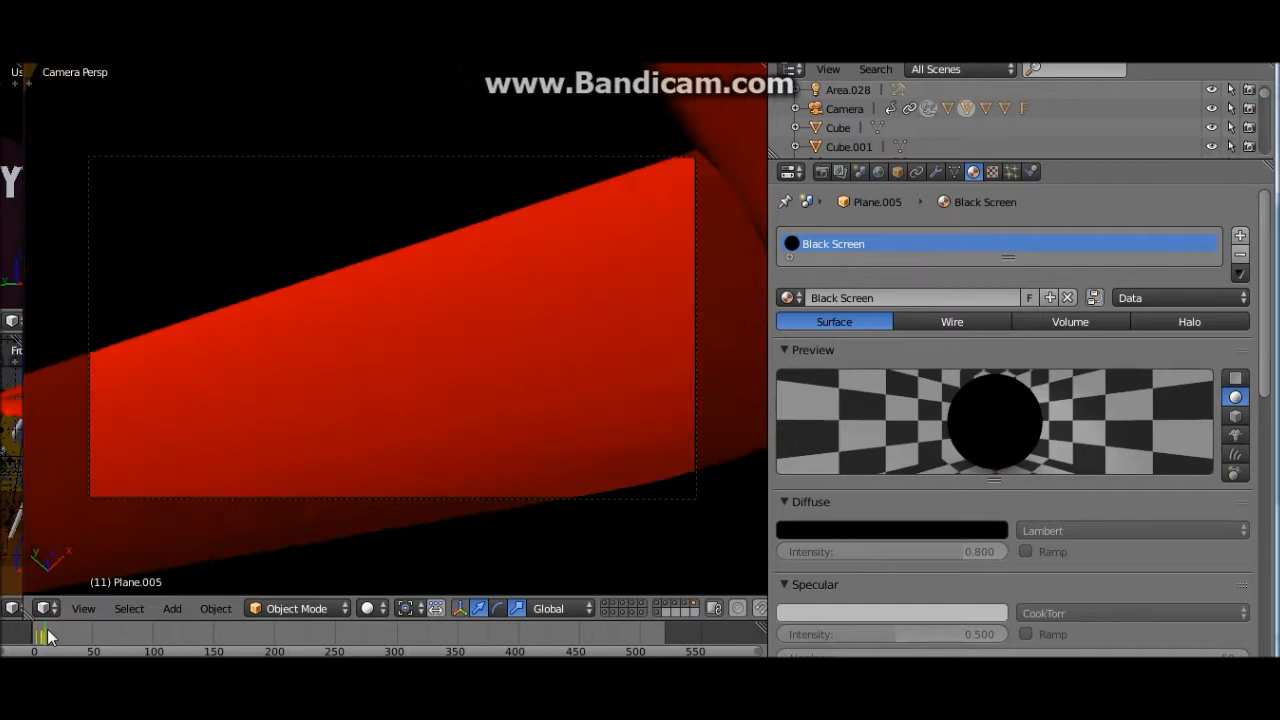 www.Bandicam.com
Us
Camera Persp
View Search All Scenes
Area.028
Camera
Cube
Cube.001
Y
Plane.005 Black Screen
Black Screen
Black Screen F Data
Surface Wire Volume Halo
Preview
Fro
Diffuse
Lambert
Intensity: 0.800 Ramp
y x
(11) Plane.005
Specular
View Select Add Object Object Mode Global
CookTorr
Intensity: 0.500 Ramp
0 50 100 150 200 250 300 350 400 450 500 550